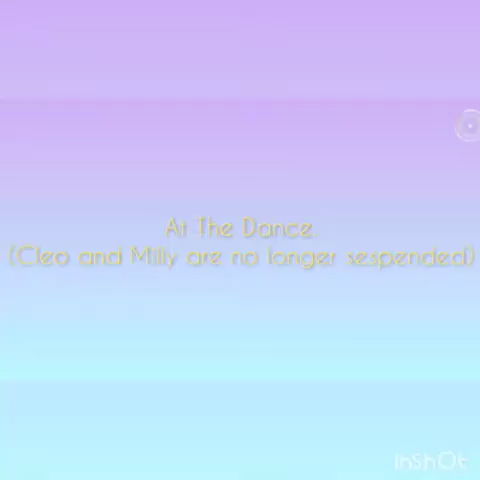 At The Dance.
(Cleo and Milly are no longer sespended)
InShOt